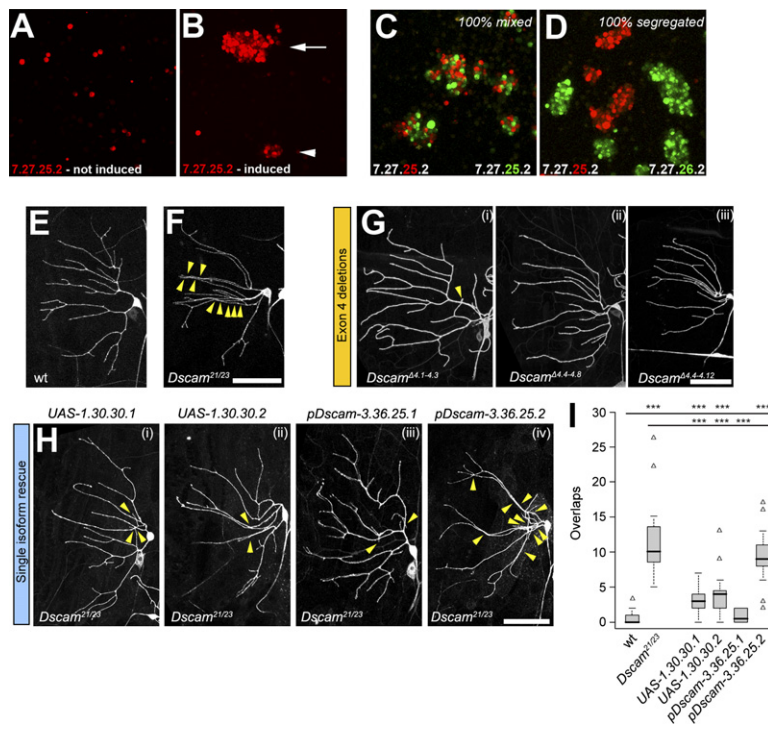 A
B
C
100% mixed
D
100% segregated
7.27.25.2 - not induced
7.27.25.2 - induced
7.27.25.2
7.27.25.2
7.27.25.2
7.27.26.2
E
F
G
(i)
(ii)
(iii)
Exon 4 deletions
wt
Dscam21/23
DscamΔ4.1-4.3
DscamΔ4.4-4.8
DscamΔ4.4-4.12
UAS-1.30.30.1
UAS-1.30.30.2
pDscam-3.36.25.1
pDscam-3.36.25.2
H
(i)
(ii)
(iii)
(iv)
Single isoform rescue
Dscam21/23
Dscam21/23
Dscam21/23
Dscam21/23
I
*** *** *** ***
*** *** ***
30
25
20
15
10
5
0
Overlaps
wt
Dscam21/23
UAS-1.30.30.1
UAS-1.30.30.2
pDscam-3.36.25.1
pDscam-3.36.25.2